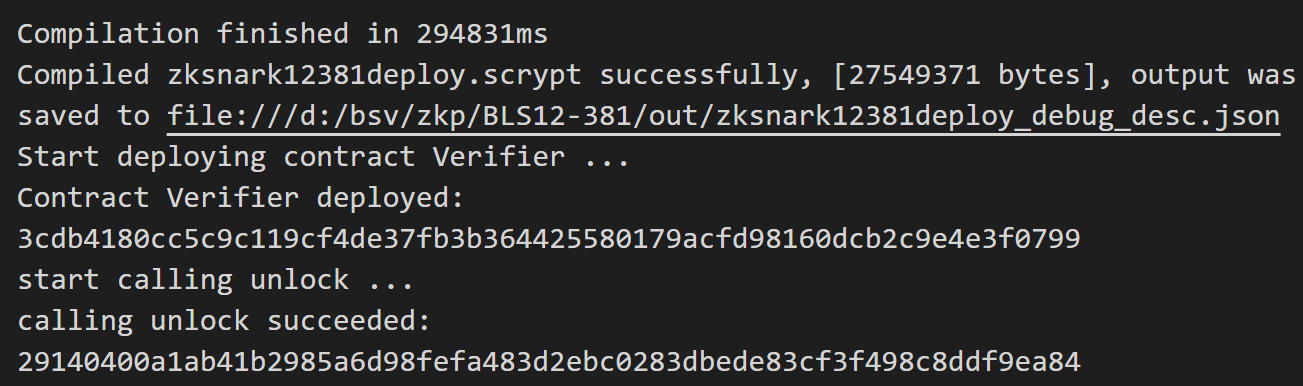 Compilation finished in 294831ms
Compiled zksnark12381deploy.scrypt successfully, [27549371 bytes], output was
saved to file:///d:/bsv/zkp/BLS12-381/out/zksnark12381deploy_debug_desc.json
Start deploying contract Verifier ...
Contract Verifier deployed:
3cdb4180cc5c9c119cf4de37fb3b364425580179acfd98160dcb2c9e4e3f0799
start calling unlock ...
calling unlock succeeded:
29140400a1ab41b2985a6d98fefa483d2ebc0283dbede83cf3f498c8ddf9ea84